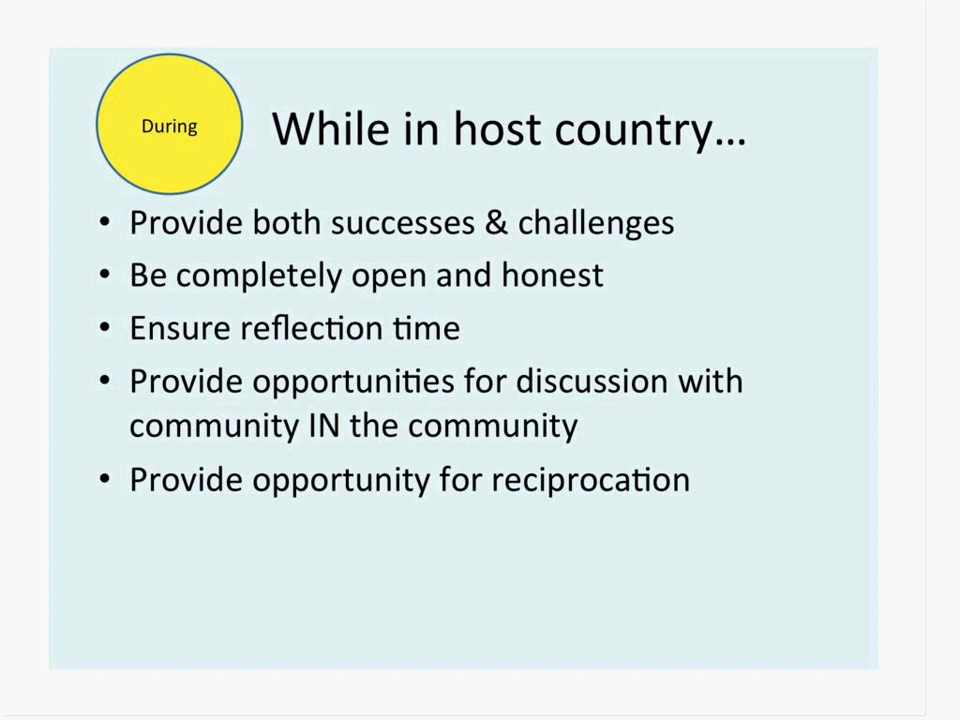 During
While in host country…
• Provide both successes & challenges
• Be completely open and honest
• Ensure reflection time
• Provide opportunities for discussion with
community IN the community
• Provide opportunity for reciprocation